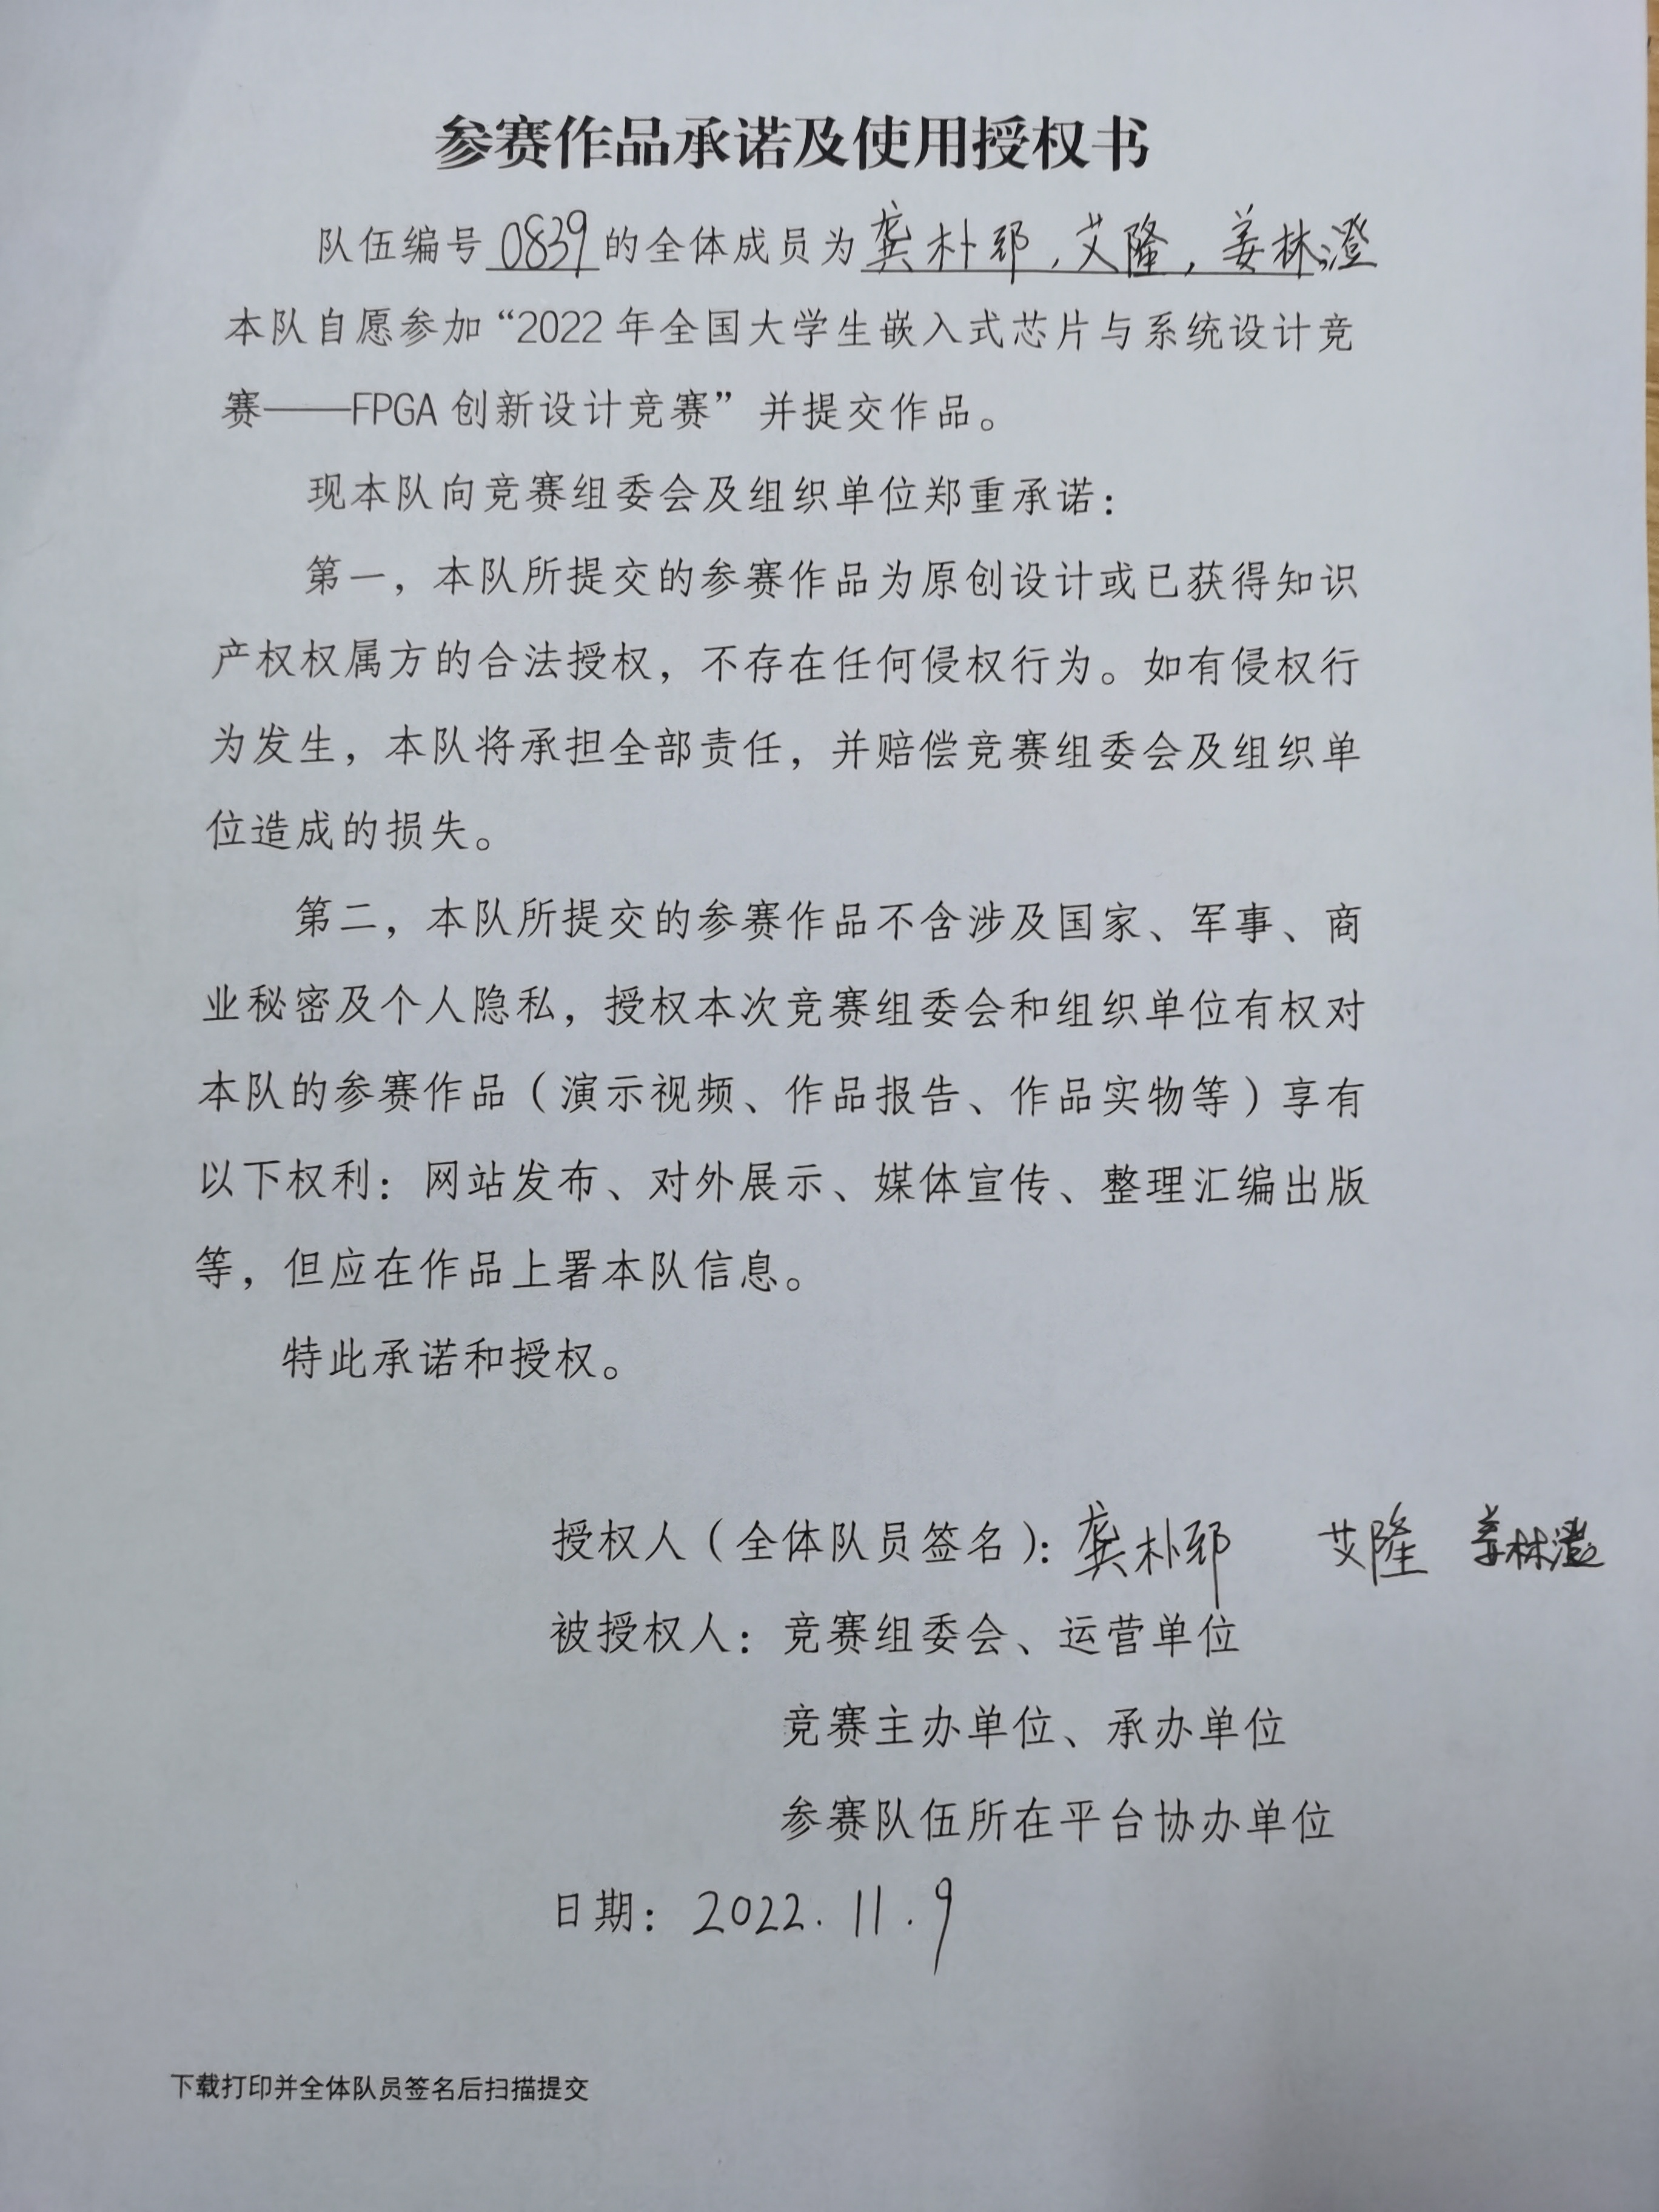 参赛作品承诺及使用授权书
队伍编号 0839 的全体成员为 龚朴邪，艾隆，姜林澄
本队自愿参加“2022 年全国大学生嵌入式芯片与系统设计竞
赛——FPGA 创新设计竞赛”并提交作品。
现本队向竞赛组委会及组织单位郑重承诺：
第一，本队所提交的参赛作品为原创设计或已获得知识
产权权属方的合法授权，不存在任何侵权行为。如有侵权行
为发生，本队将承担全部责任，并赔偿竞赛组委会及组织单
位造成的损失。
第二，本队所提交的参赛作品不含涉及国家、军事、商
业秘密及个人隐私，授权本次竞赛组委会和组织单位有权对
本队的参赛作品（演示视频、作品报告、作品实物等）享有
以下权利：网站发布、对外展示、媒体宣传、整理汇编出版
等，但应在作品上署本队信息。
特此承诺和授权。
授权人（全体队员签名）：龚朴邪 艾隆 姜林澄
被授权人：竞赛组委会、运营单位
竞赛主办单位、承办单位
参赛队伍所在平台协办单位
日期：2022.11.9
下载打印并全体队员签名后扫描提交